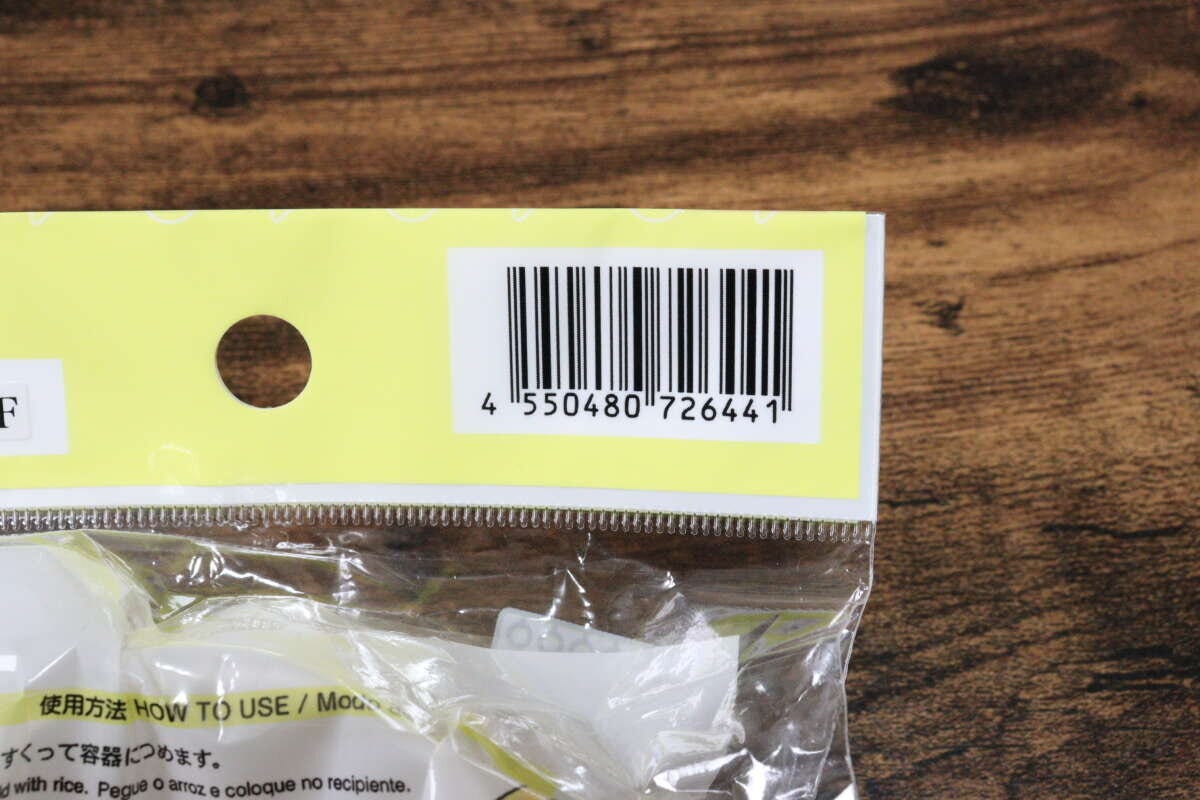 F
4 550480 726441
使用方法 HOW TO USE / Modo
すくって容器につめます。
with rice. Pegue o arroz e coloque no recipiente.